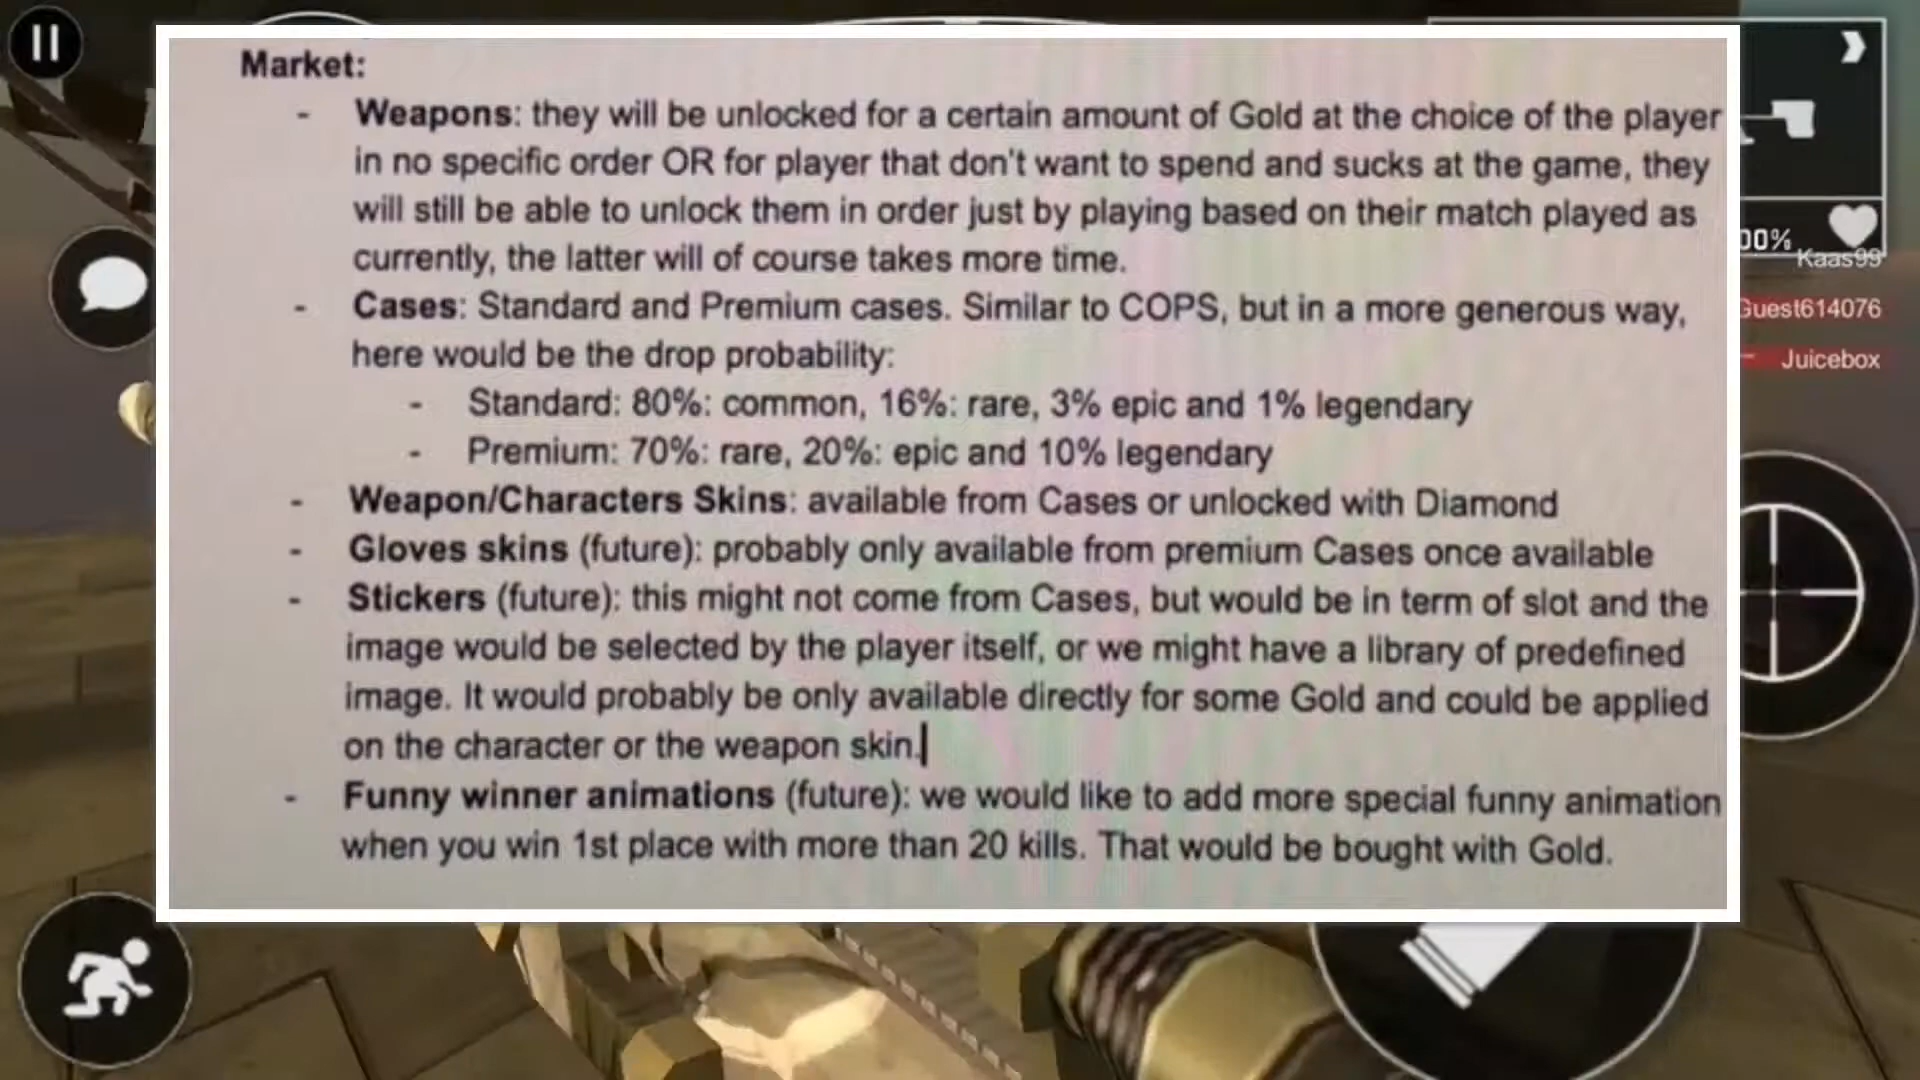 Market:
- Weapons: they will be unlocked for a certain amount of Gold at the choice of the player
in no specific order OR for player that don't want to spend and sucks at the game, they
will still be able to unlock them in order just by playing based on their match played as
currently, the latter will of course takes more time.
- Cases: Standard and Premium cases. Similar to COPS, but in a more generous way,
here would be the drop probability:
- Standard: 80%: common, 16%: rare, 3% epic and 1% legendary
- Premium: 70%: rare, 20%: epic and 10% legendary
- Weapon/Characters Skins: available from Cases or unlocked with Diamond
- Gloves skins (future): probably only available from premium Cases once available
- Stickers (future): this might not come from Cases, but would be in term of slot and the
image would be selected by the player itself, or we might have a library of predefined
image. It would probably be only available directly for some Gold and could be applied
on the character or the weapon skin.
- Funny winner animations (future): we would like to add more special funny animation
when you win 1st place with more than 20 kills. That would be bought with Gold.
00%
Kaas99
Guest614076
Juicebox